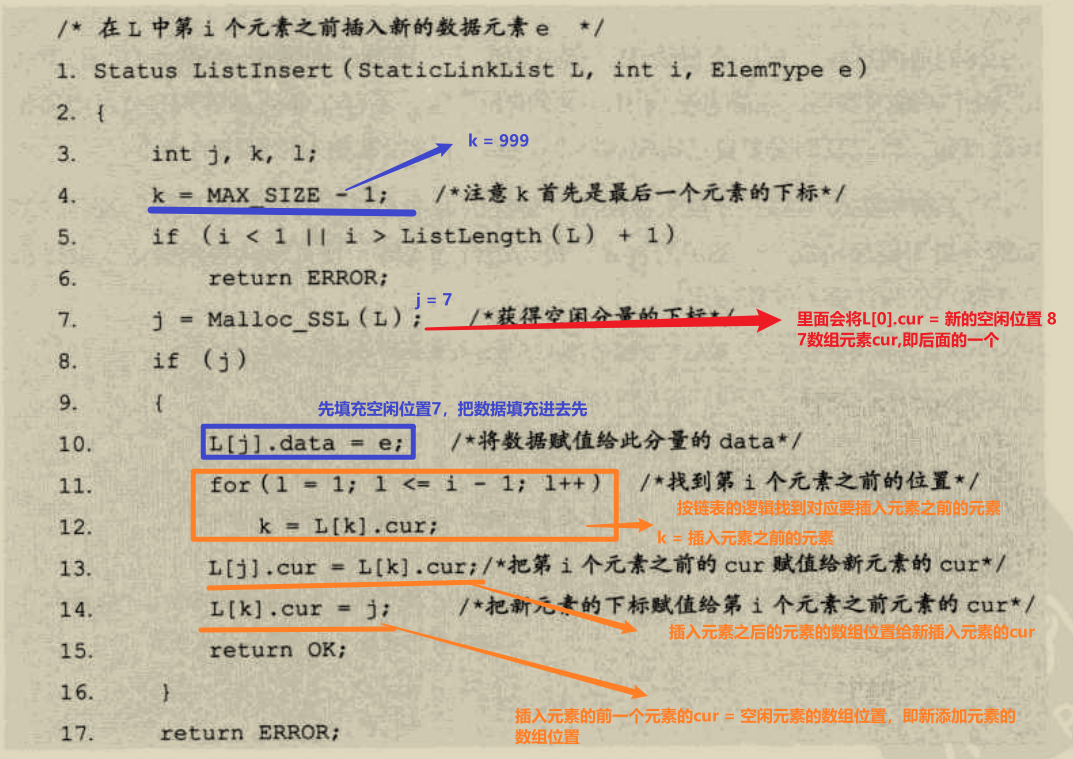 /* 在 L 中第 i 个元素之前插入新的数据元素 e */
1. Status ListInsert(StaticLinkList L, int i, ElemType e)
2. {
3. int j, k, l;
k = 999
4. k = MAX_SIZE - 1; /*注意 k 首先是最后一个元素的下标*/
5. if (i < 1 || i > ListLength(L) + 1)
6. return ERROR;
j = 7
7. j = Malloc_SSL(L); /*获得空闲分量的下标*/
里面会将L[0].cur = 新的空闲位置 8
7数组元素cur,即后面的一个
8. if (j)
9. {
先填充空闲位置7，把数据填充进去先
10. L[j].data = e; /*将数据赋值给此分量的 data*/
11. for(l = 1; l <= i - 1; l++) /*找到第 i 个元素之前的位置*/
按链表的逻辑找到对应要插入元素之前的元素
12. k = L[k].cur;
k = 插入元素之前的元素
13. L[j].cur = L[k].cur;/*把第 i 个元素之前的 cur 赋值给新元素的 cur*/
14. L[k].cur = j; /*把新元素的下标赋值给第 i 个元素之前元素的 cur*/
插入元素之后的元素的数组位置给新插入元素的cur
15. return OK;
16. }
插入元素的前一个元素的cur = 空闲元素的数组位置，即新添加元素的
数组位置
17. return ERROR;